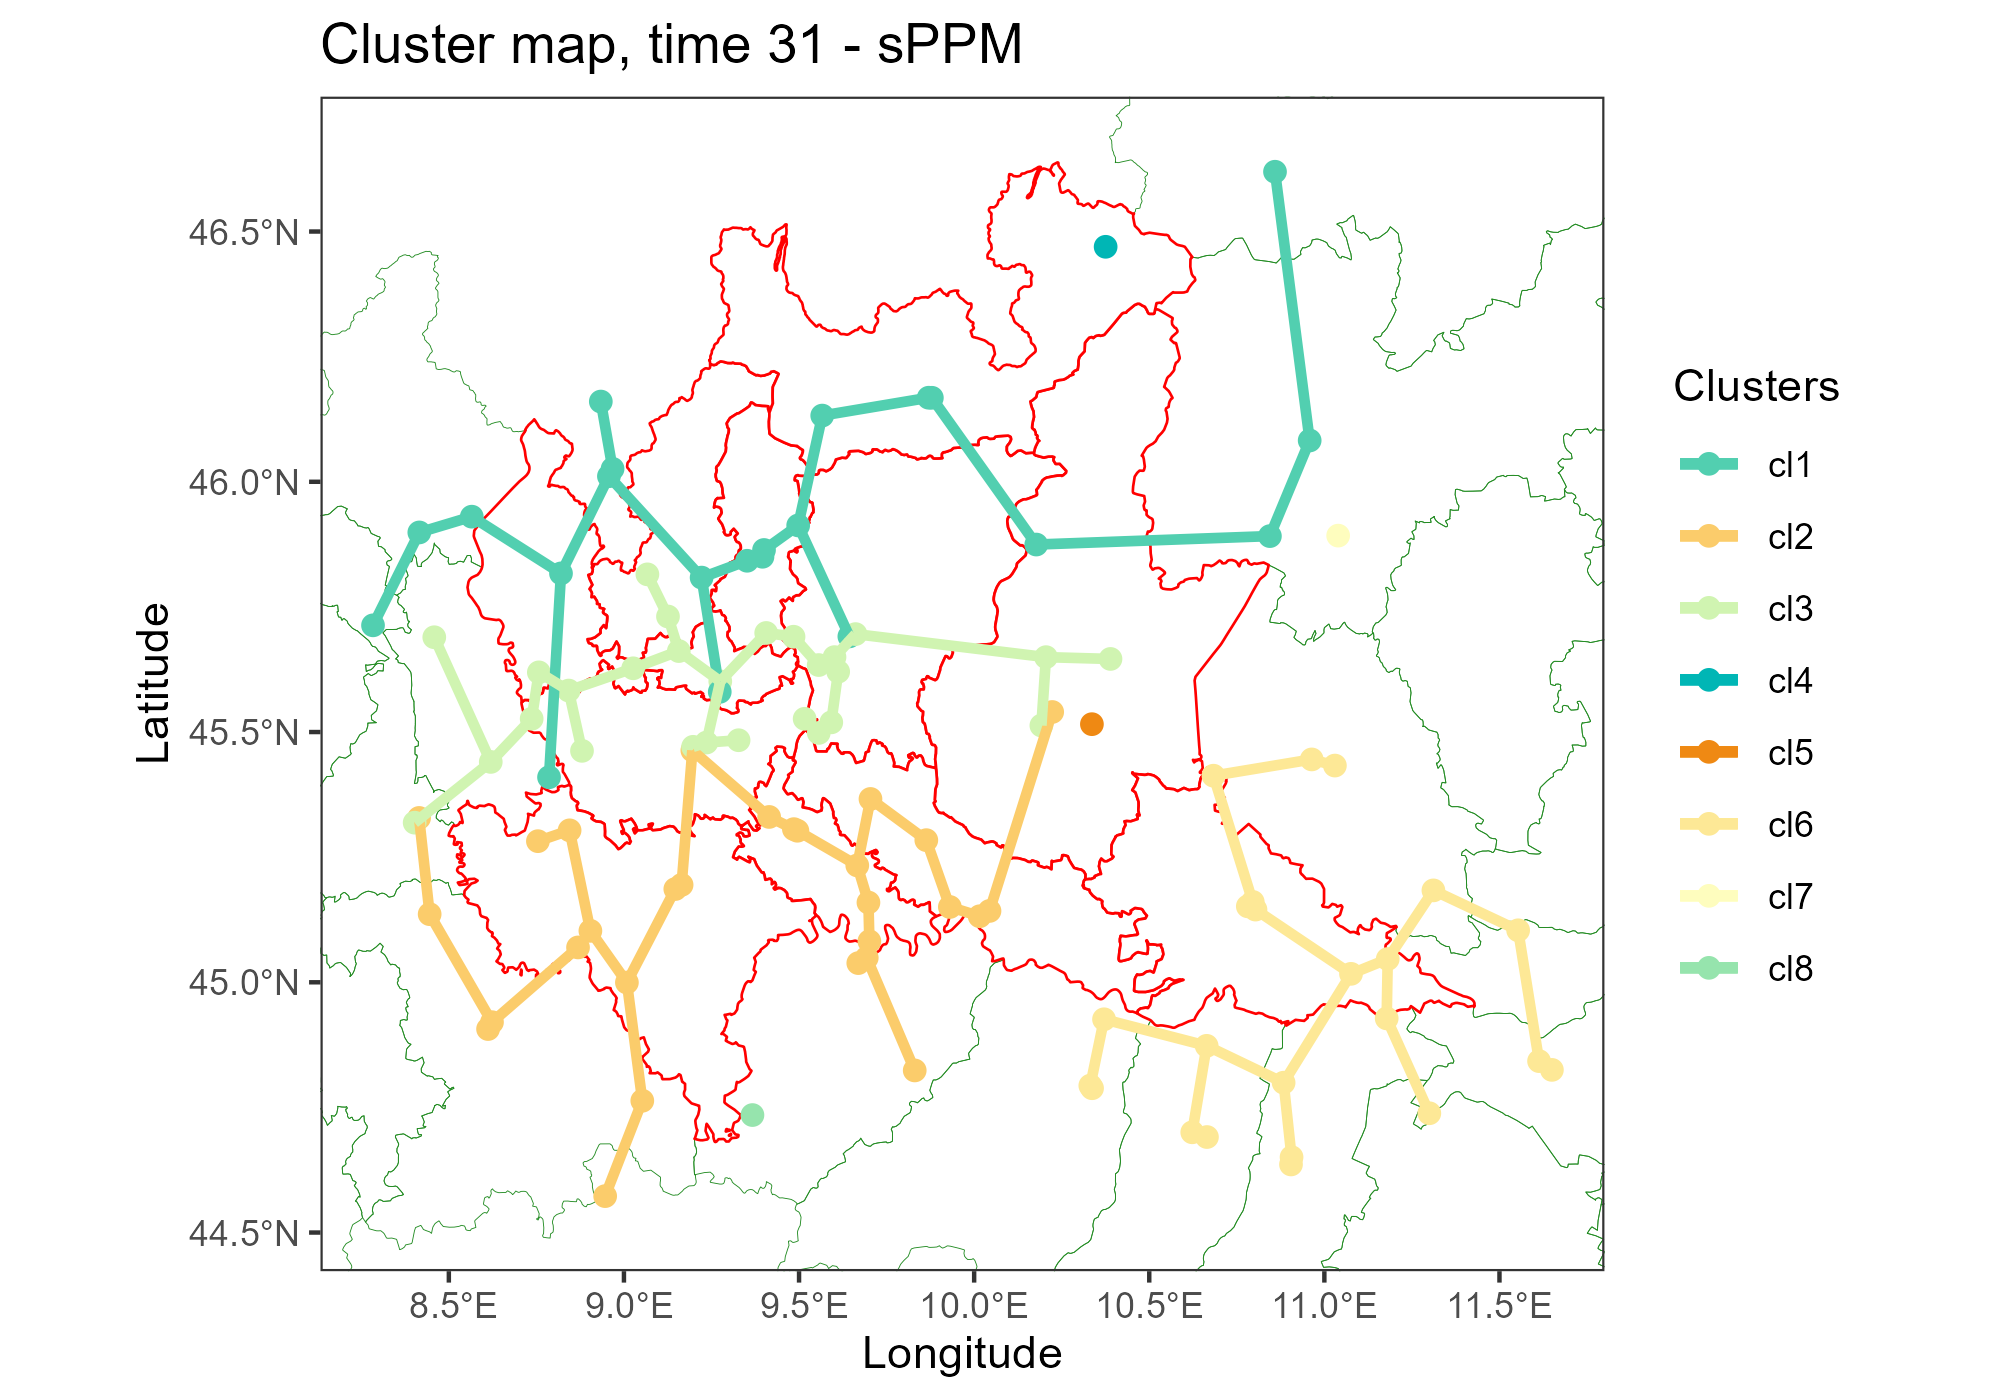 Cluster map, time 31 - sPPM
46.5°N
46.0°N
45.5°N
45.0°N
44.5°N
Latitude
8.5°E
9.0°E
9.5°E
10.0°E
10.5°E
11.0°E
11.5°E
Longitude
Clusters
cl1
cl2
cl3
cl4
cl5
cl6
cl7
cl8